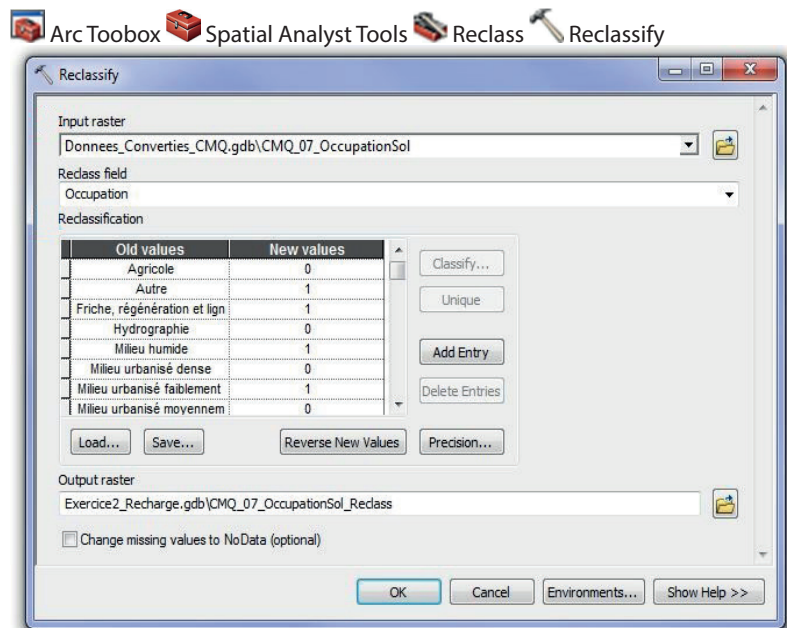 Arc Toobox Spatial Analyst Tools Reclass Reclassify
Reclassify
Input raster
Donnees_Converties_CMQ.gdb\CMQ_07_OccupationSol
Reclass field
Occupation
Reclassification
Old values New values
Agricole 0
Autre 1
Friche, régénération et lign 1
Hydrographie 0
Milieu humide 1
Milieu urbanisé dense 0
Milieu urbanisé faiblement 1
Milieu urbanisé moyennem 0
Classify...
Unique
Add Entry
Delete Entries
Load... Save... Reverse New Values Precision...
Output raster
Exercice2_Recharge.gdb\CMQ_07_OccupationSol_Reclass
Change missing values to NoData (optional)
OK Cancel Environments... Show Help >>